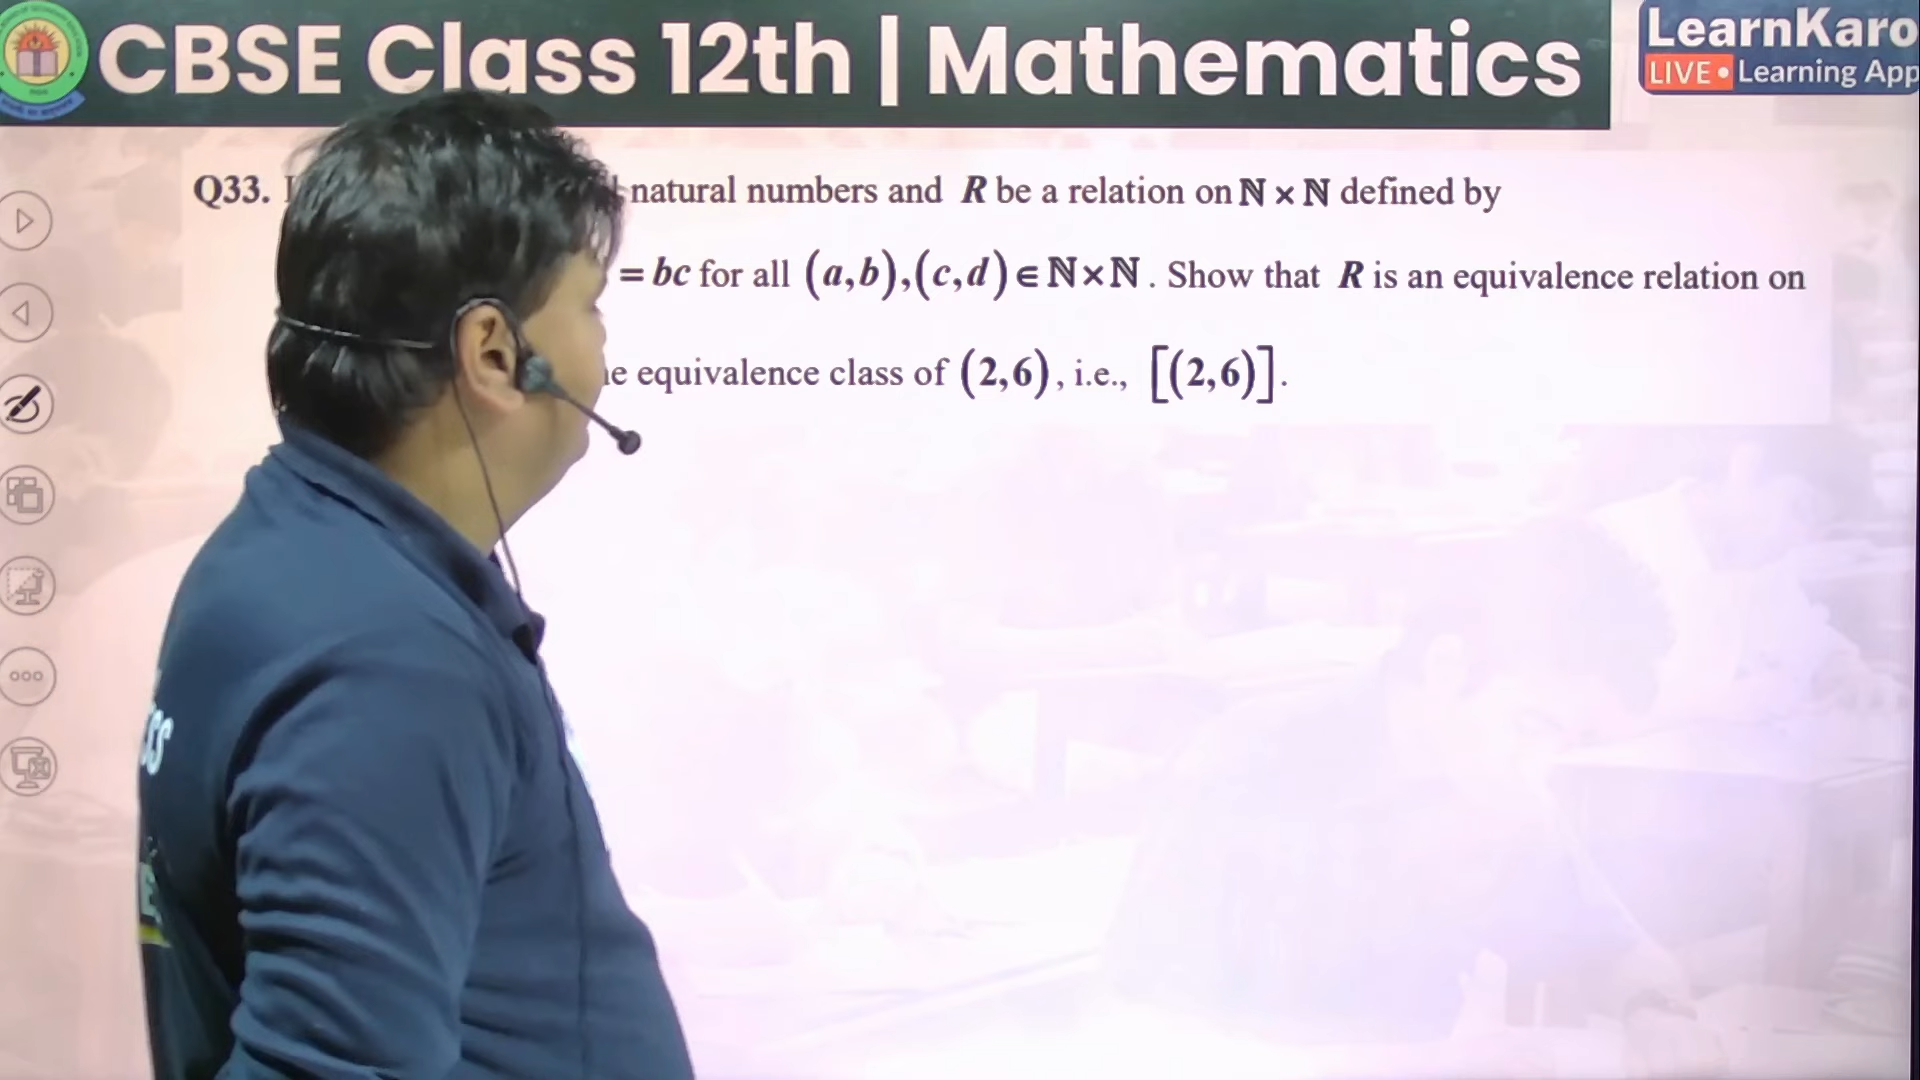 CBSE Class 12th | Mathematics
LearnKaro
LIVE • Learning App
Q33. natural numbers and R be a relation on ℕ × ℕ defined by
= bc for all (a,b),(c,d) ∈ ℕ×ℕ. Show that R is an equivalence relation on
equivalence class of (2,6), i.e., [(2,6)].